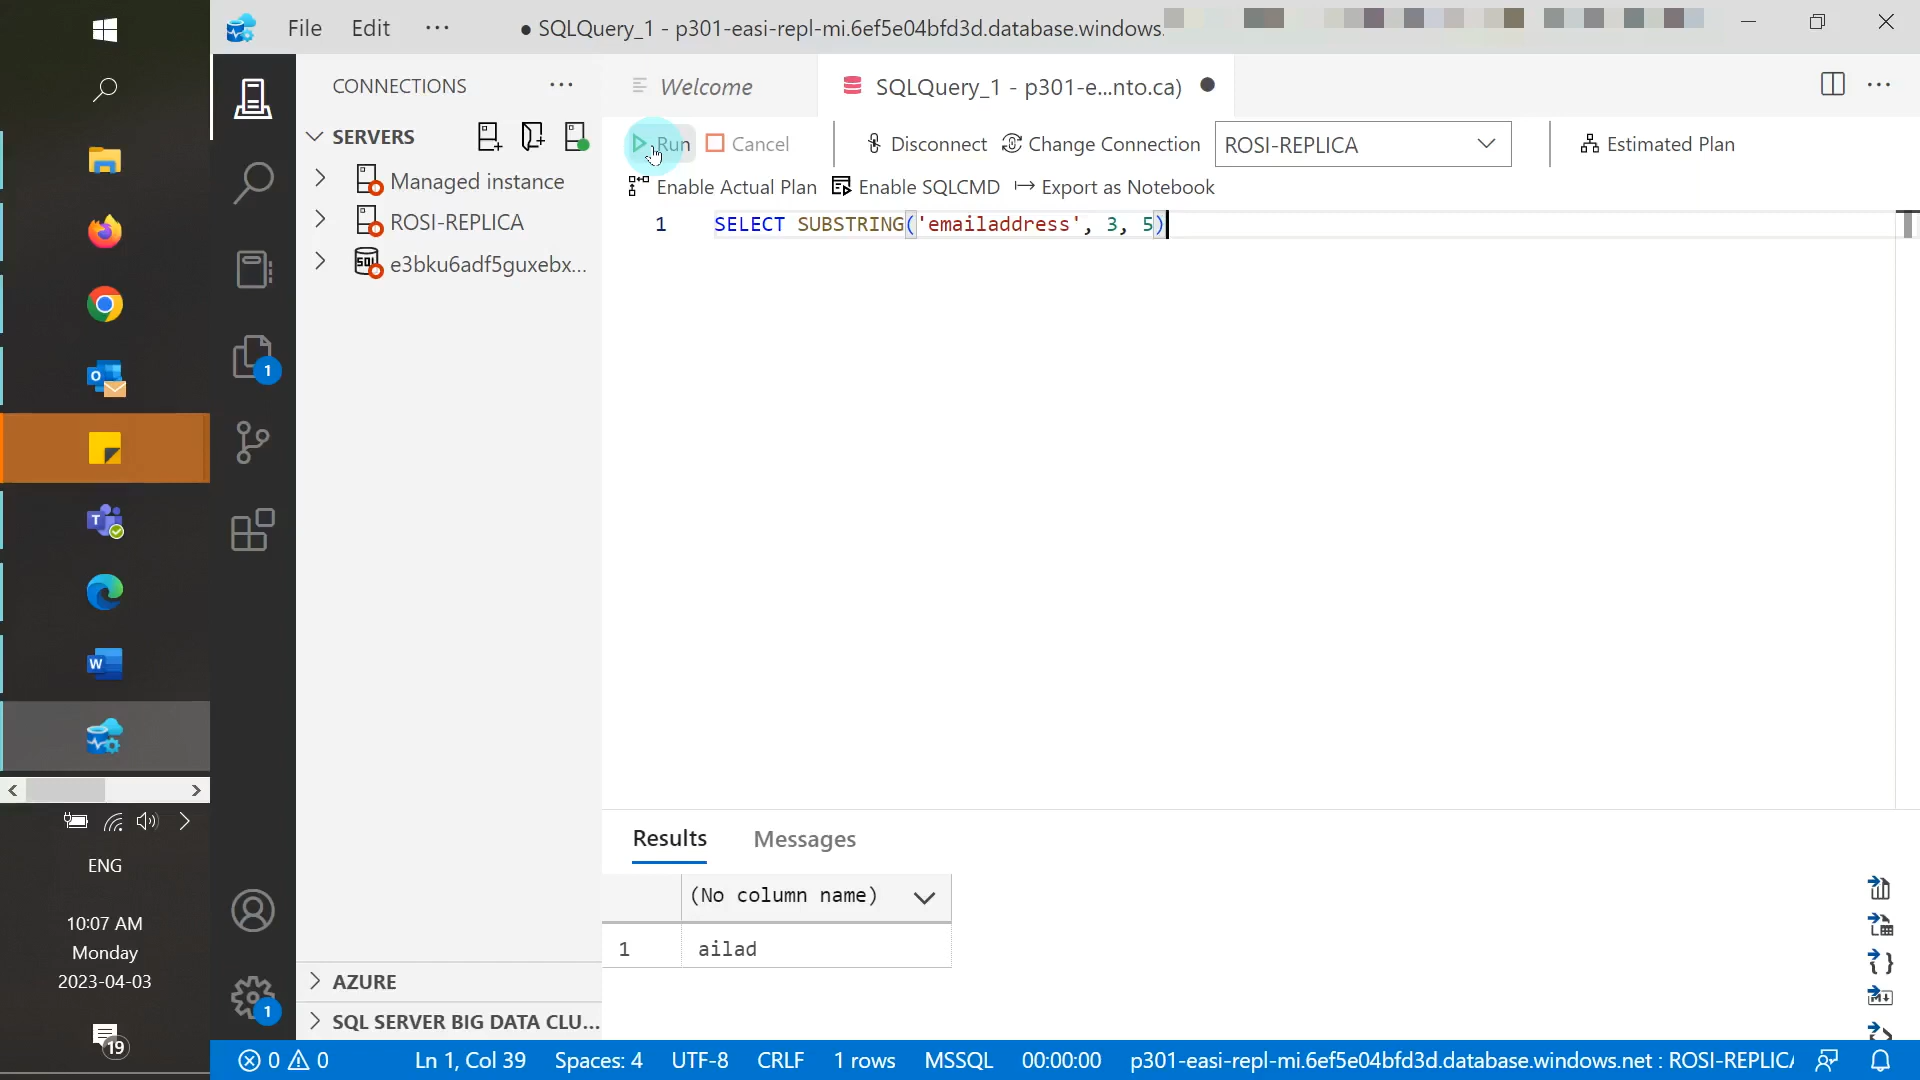 File Edit ···
● SQLQuery_1 - p301-easi-repl-mi.6ef5e04bfd3d.database.windows.
CONNECTIONS ···
Welcome
SQLQuery_1 - p301-e...nto.ca) ●
···
SERVERS
Run Cancel Disconnect Change Connection ROSI-REPLICA Estimated Plan
Managed instance
Enable Actual Plan Enable SQLCMD Export as Notebook
ROSI-REPLICA
1 SELECT SUBSTRING('emailaddress', 3, 5)
e3bku6adf5guxebx...
1
ENG
10:07 AM
Monday
2023-04-03
19
Results Messages
(No column name)
1 ailad
AZURE
1
SQL SERVER BIG DATA CLU...
0 0 Ln 1, Col 39 Spaces: 4 UTF-8 CRLF 1 rows MSSQL 00:00:00 p301-easi-repl-mi.6ef5e04bfd3d.database.windows.net : ROSI-REPLICA